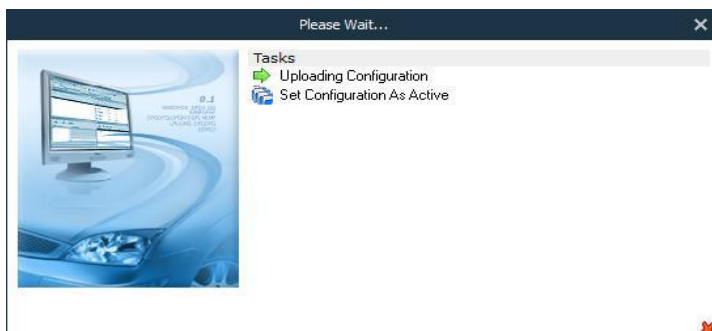 Please Wait...
Tasks
Uploading Configuration
Set Configuration As Active
0.1